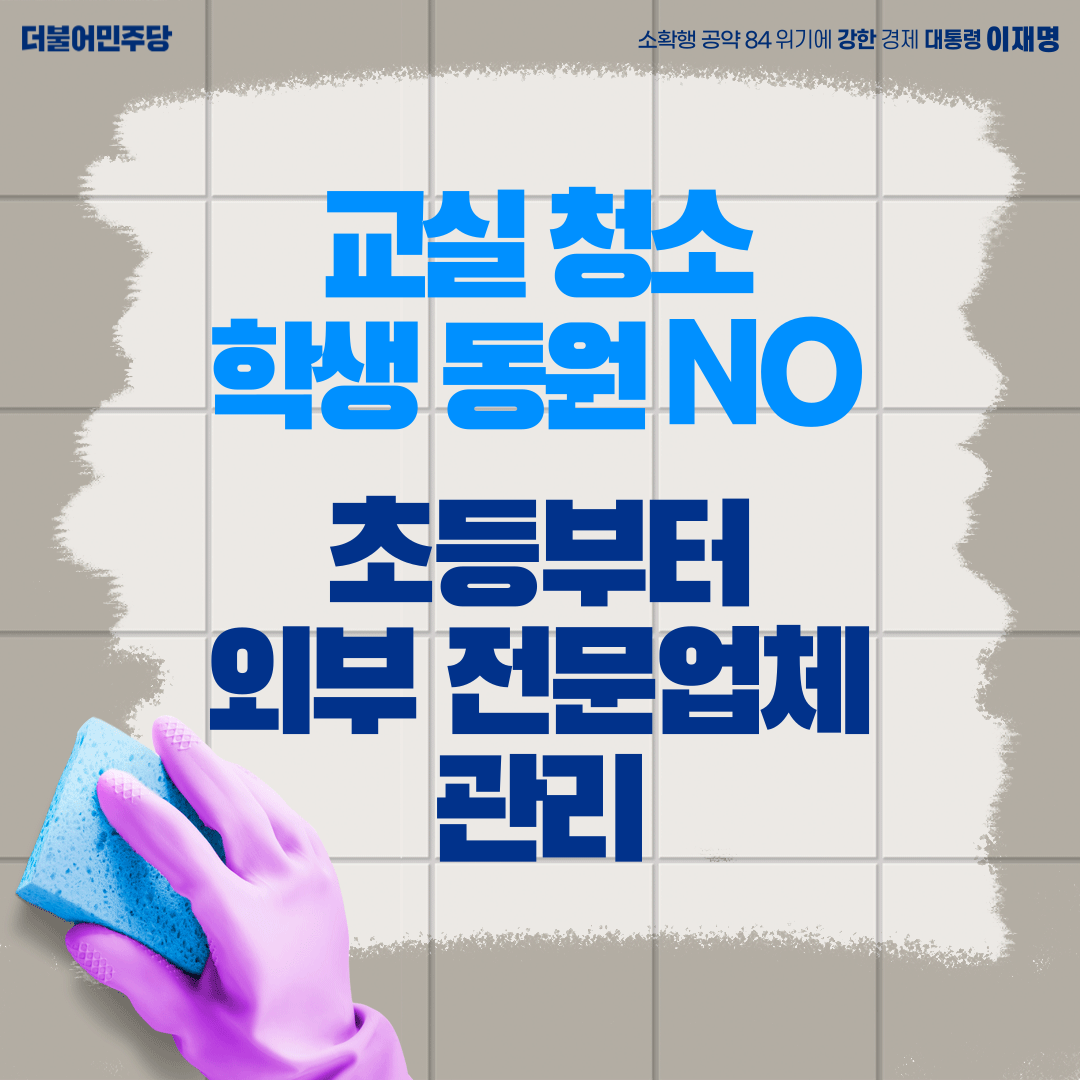 더불어민주당
소확행 공약 84 위기에 강한 경제 대통령 이재명
교실 청소
학생 동원 NO
초등부터
외부 전문업체
관리